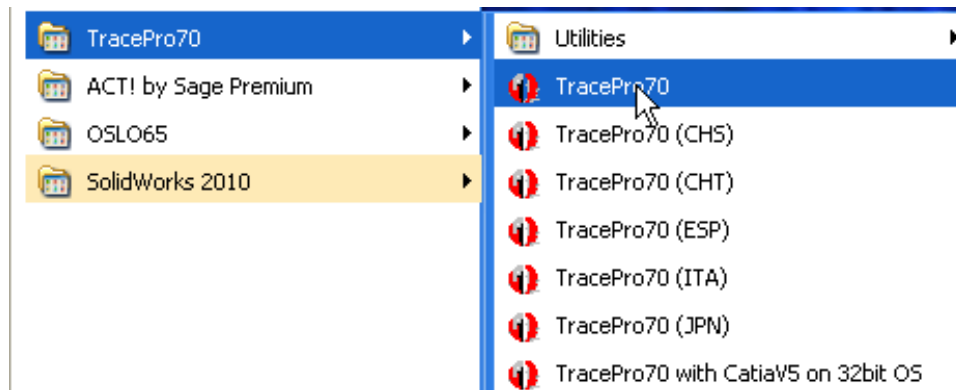 TracePro70
ACT! by Sage Premium
OSLO65
SolidWorks 2010
Utilities
TracePro70
TracePro70 (CHS)
TracePro70 (CHT)
TracePro70 (ESP)
TracePro70 (ITA)
TracePro70 (JPN)
TracePro70 with CatiaV5 on 32bit OS